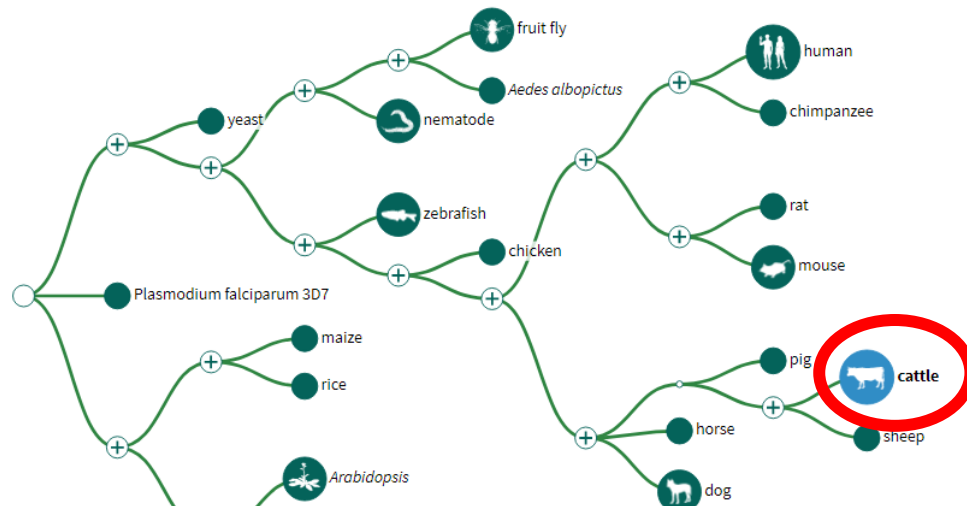 fruit fly
human
Aedes albopictus
chimpanzee
yeast
nematode
rat
zebrafish
chicken
mouse
Plasmodium falciparum 3D7
maize
pig
cattle
rice
horse
sheep
Arabidopsis
dog